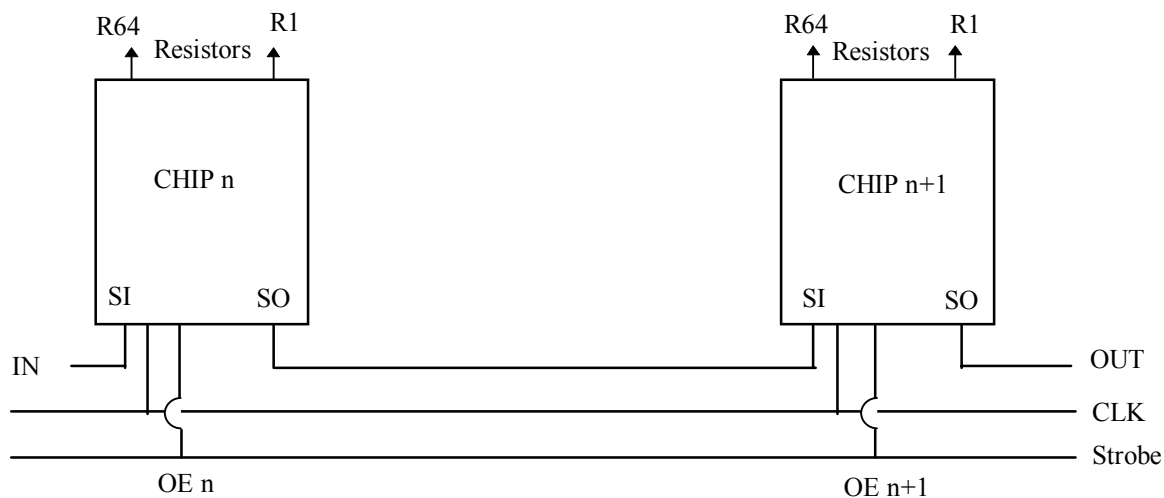 R64 R1 R64 R1
Resistors Resistors
CHIP n CHIP n+1
SI SO SI SO
IN OUT
CLK
Strobe
OE n OE n+1